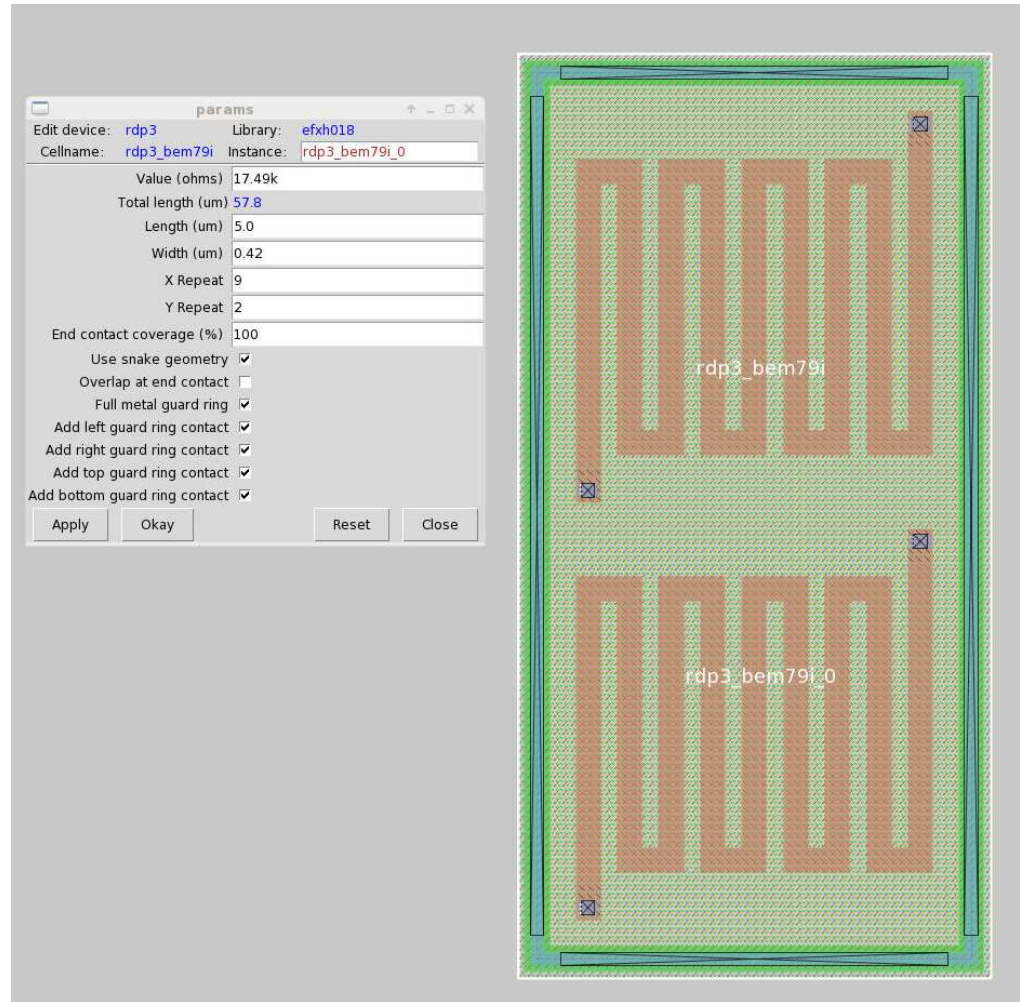 params
Edit device: rdp3 Library: efxh018
Cellname: rdp3_bem79i Instance: rdp3_bem79i_0
Value (ohms) 17.49k
Total length (um) 57.8
Length (um) 5.0
Width (um) 0.42
X Repeat 9
Y Repeat 2
End contact coverage (%) 100
Use snake geometry
Overlap at end contact
Full metal guard ring
Add left guard ring contact
Add right guard ring contact
Add top guard ring contact
Add bottom guard ring contact
Apply Okay Reset Close
rdp3_bem79i
rdp3_bem79i_0